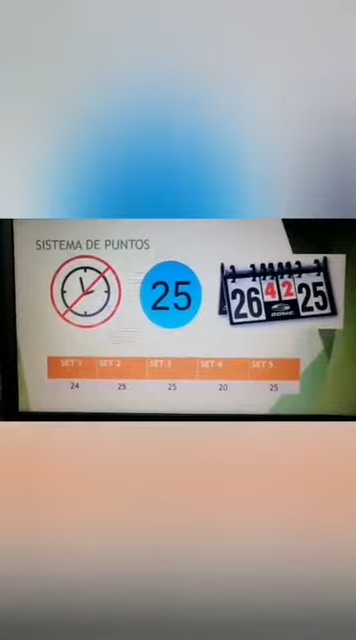 SISTEMA DE PUNTOS
25
26 4 2 25
SET 1 SET 2 SET 3 SET 4 SET 5
24 25 25 20 25